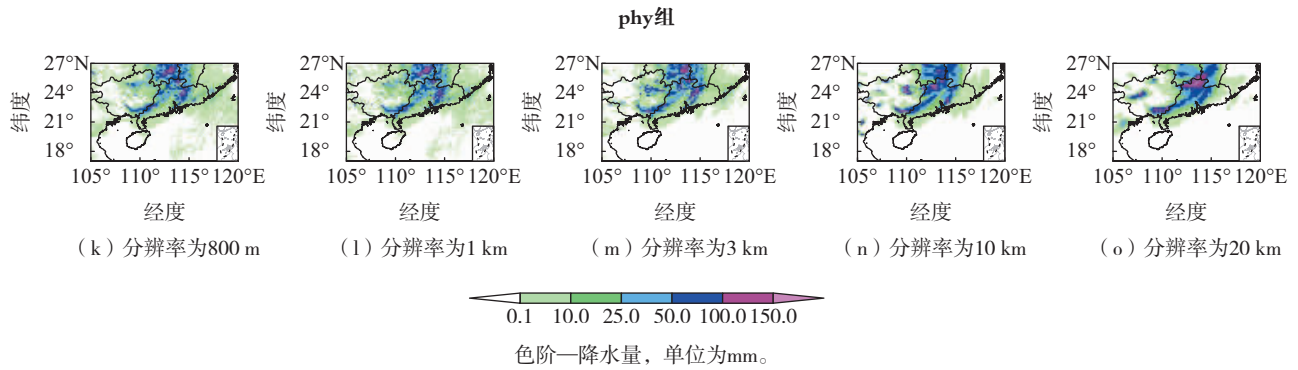 phy组
27°N 27°N 27°N 27°N 27°N
24° 24° 24° 24° 24°
21° 21° 21° 21° 21°
18° 18° 18° 18° 18°
纬度 纬度 纬度 纬度 纬度
105° 110° 115° 120°E 105° 110° 115° 120°E 105° 110° 115° 120°E 105° 110° 115° 120°E 105° 110° 115° 120°E
经度 经度 经度 经度 经度
（k）分辨率为800 m （l）分辨率为1 km （m）分辨率为3 km （n）分辨率为10 km （o）分辨率为20 km
0.1 10.0 25.0 50.0 100.0 150.0
色阶—降水量，单位为mm。